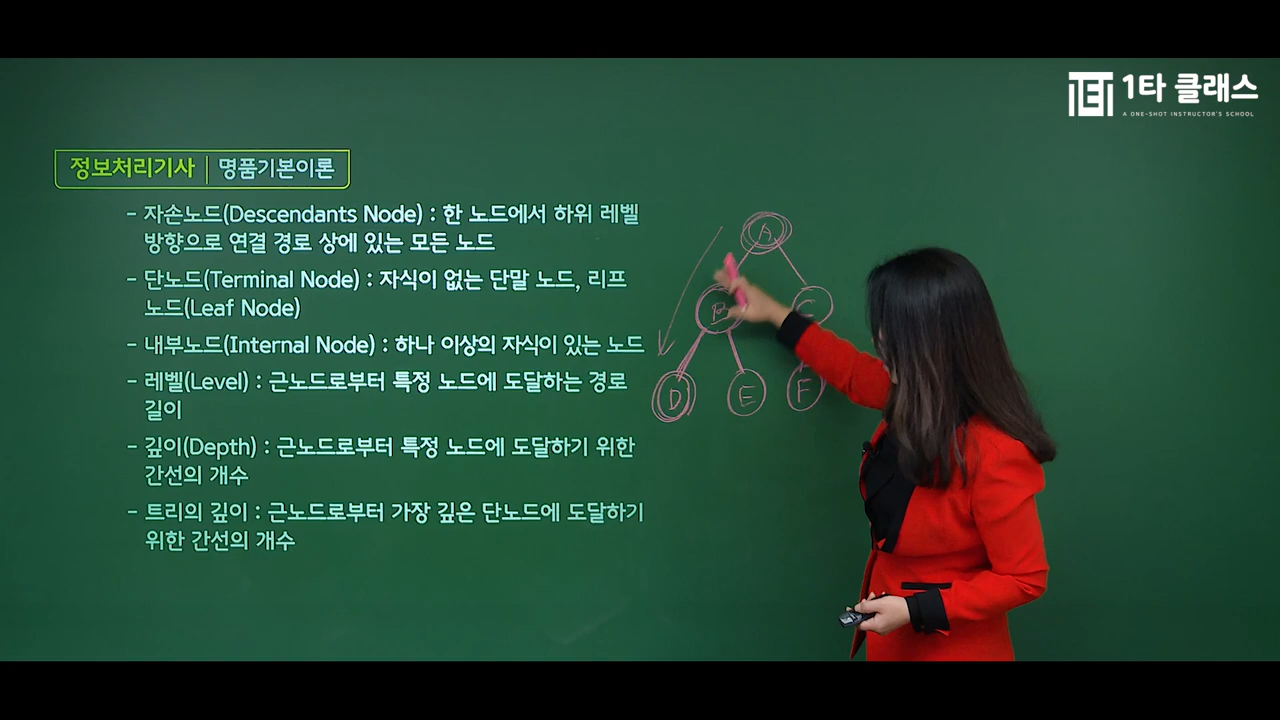 1타 클래스
A ONE-SHOT INSTRUCTOR'S SCHOOL
정보처리기사 | 명품기본이론
- 자손노드(Descendants Node) : 한 노드에서 하위 레벨
방향으로 연결 경로 상에 있는 모든 노드
- 단노드(Terminal Node) : 자식이 없는 단말 노드, 리프
노드(Leaf Node)
- 내부노드(Internal Node) : 하나 이상의 자식이 있는 노드
- 레벨(Level) : 근노드로부터 특정 노드에 도달하는 경로
길이
- 깊이(Depth) : 근노드로부터 특정 노드에 도달하기 위한
간선의 개수
- 트리의 깊이 : 근노드로부터 가장 깊은 단노드에 도달하기
위한 간선의 개수
A
B C
D E F